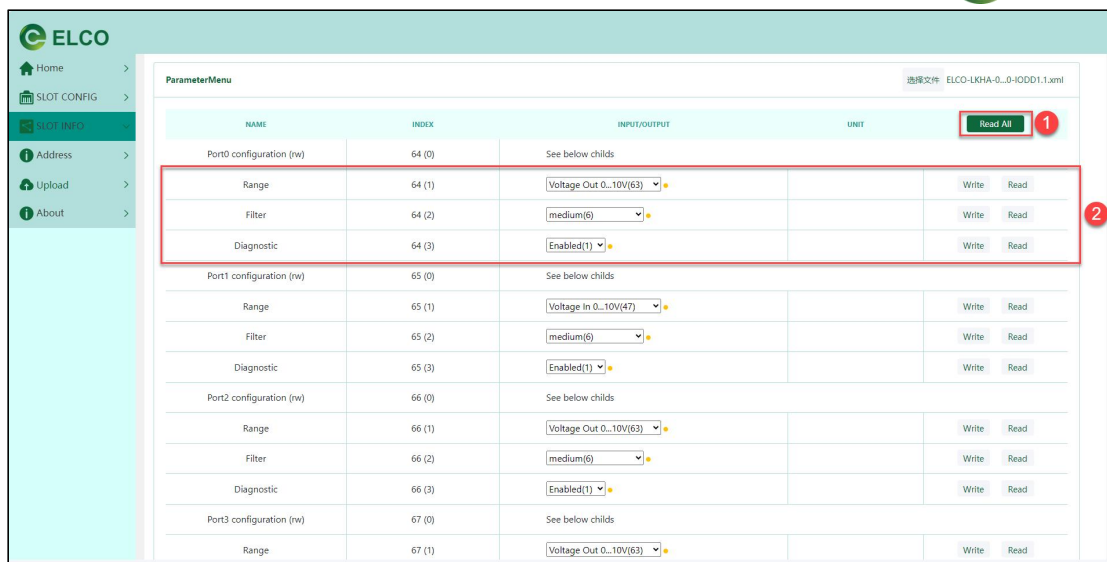 ELCO
Home
SLOT CONFIG
SLOT INFO
Address
Upload
About
ParameterMenu
选择文件 ELCO-LKHA-0...0-IODD1.1.xml
NAME INDEX INPUT/OUTPUT UNIT Read All 1
Port0 configuration (rw) 64 (0) See below childs
Range 64 (1) Voltage Out 0...10V(63) Write Read
Filter 64 (2) medium(6) Write Read 2
Diagnostic 64 (3) Enabled(1) Write Read
Port1 configuration (rw) 65 (0) See below childs
Range 65 (1) Voltage In 0...10V(47) Write Read
Filter 65 (2) medium(6) Write Read
Diagnostic 65 (3) Enabled(1) Write Read
Port2 configuration (rw) 66 (0) See below childs
Range 66 (1) Voltage Out 0...10V(63) Write Read
Filter 66 (2) medium(6) Write Read
Diagnostic 66 (3) Enabled(1) Write Read
Port3 configuration (rw) 67 (0) See below childs
Range 67 (1) Voltage Out 0...10V(63) Write Read